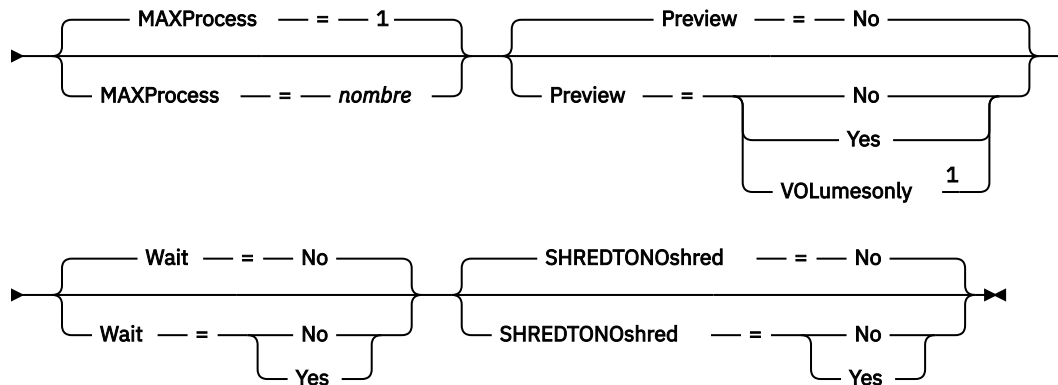 MAXProcess = 1
MAXProcess = nombre
Preview = No
Preview = No
Yes
VOLumesonly 1
Wait = No
Wait = No
Yes
SHREDTONOshred = No
SHREDTONOshred = No
Yes